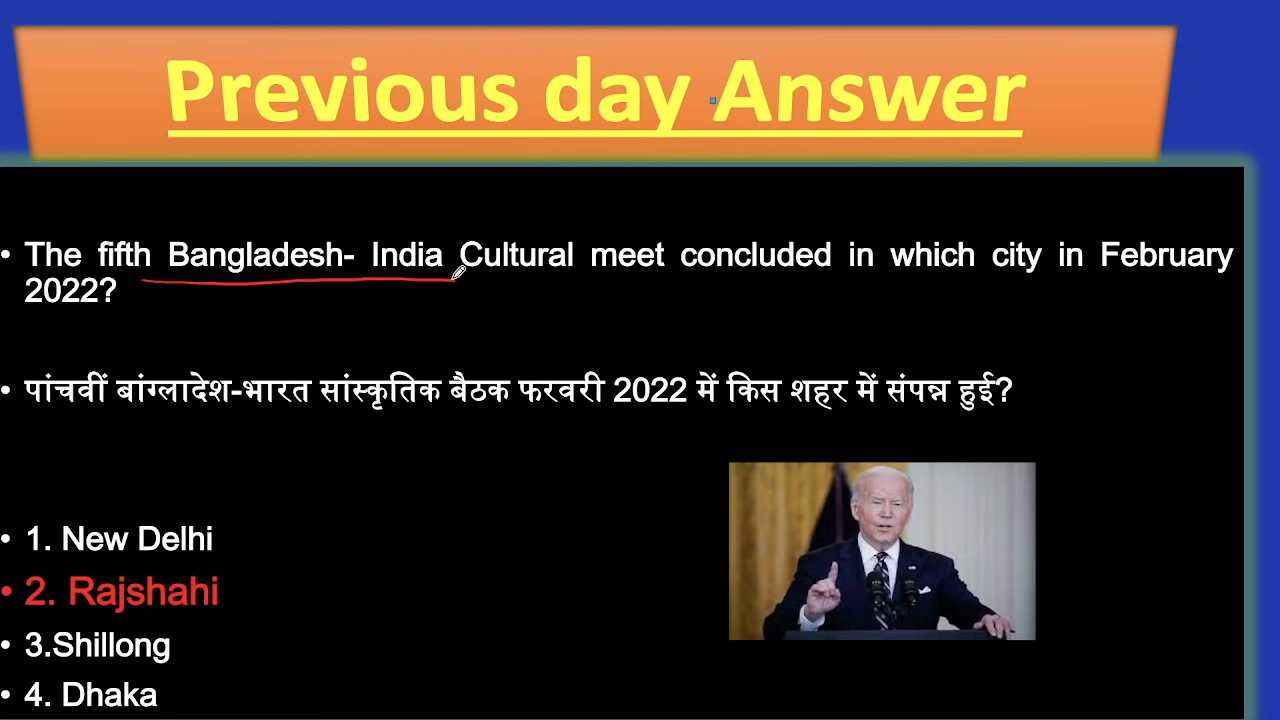 Previous day Answer
• The fifth Bangladesh- India Cultural meet concluded in which city in February
2022?
• पांचवीं बांग्लादेश-भारत सांस्कृतिक बैठक फरवरी 2022 में किस शहर में संपन्न हुई?
• 1. New Delhi
• 2. Rajshahi
• 3.Shillong
• 4. Dhaka